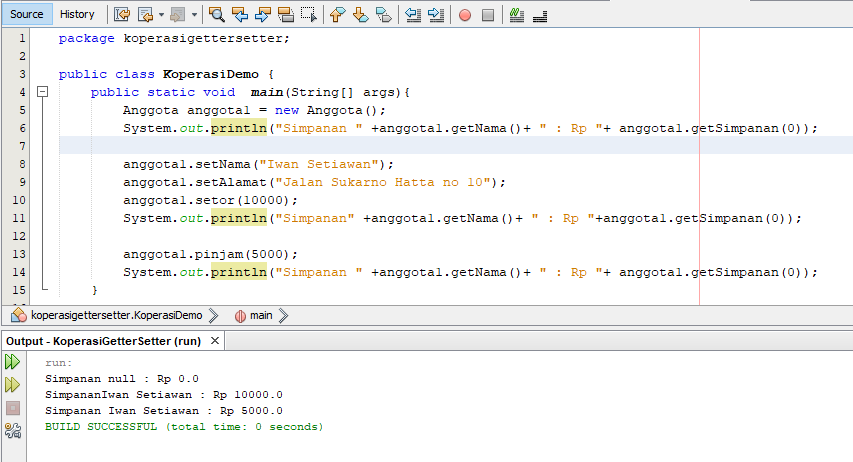 Source History
1 package koperasigettersetter;
2
3 public class KoperasiDemo {
4 public static void  main(String[] args){
5 Anggota anggota1 = new Anggota();
6 System.out.println("Simpanan " +anggota1.getNama()+ " : Rp "+ anggota1.getSimpanan(0));
7
8 anggota1.setNama("Iwan Setiawan");
9 anggota1.setAlamat("Jalan Sukarno Hatta no 10");
10 anggota1.setor(10000);
11 System.out.println("Simpanan" +anggota1.getNama()+ " : Rp "+anggota1.getSimpanan(0));
12
13 anggota1.pinjam(5000);
14 System.out.println("Simpanan " +anggota1.getNama()+ " : Rp "+ anggota1.getSimpanan(0));
15 }
koperasigettersetter.KoperasiDemo main
Output - KoperasiGetterSetter (run) ×
run:
Simpanan null : Rp 0.0
SimpananIwan Setiawan : Rp 10000.0
Simpanan Iwan Setiawan : Rp 5000.0
BUILD SUCCESSFUL (total time: 0 seconds)